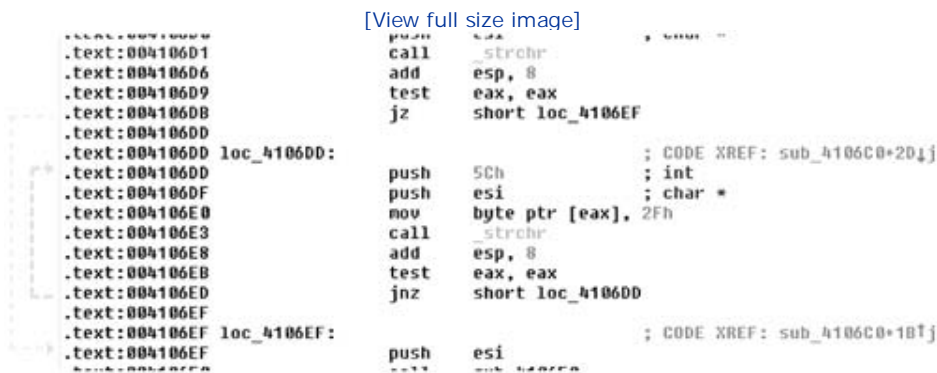 [View full size image]
.text:004106D1 call _strchr
.text:004106D6 add esp, 8
.text:004106D9 test eax, eax
.text:004106DB jz short loc_4106EF
.text:004106DD
.text:004106DD loc_4106DD: ; CODE XREF: sub_4106C0+2D↓j
.text:004106DD push 5Ch ; int
.text:004106DF push esi ; char *
.text:004106E0 mov byte ptr [eax], 2Fh
.text:004106E3 call _strchr
.text:004106E8 add esp, 8
.text:004106EB test eax, eax
.text:004106ED jnz short loc_4106DD
.text:004106EF
.text:004106EF loc_4106EF: ; CODE XREF: sub_4106C0+1B↑j
.text:004106EF push esi